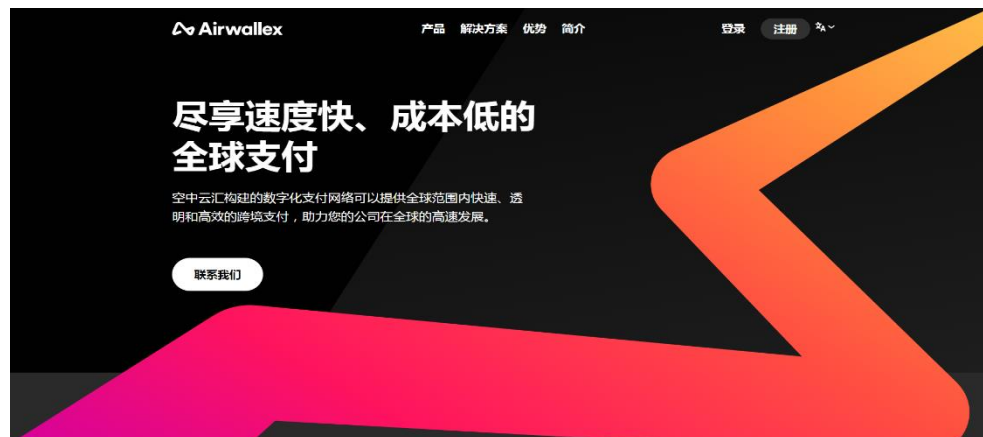 Airwallex 产品 解决方案 优势 简介 登录 注册
尽享速度快、成本低的
全球支付
空中云汇构建的数字化支付网络可以提供全球范围内快速、透
明和高效的跨境支付，助力您的公司在全球的高速发展。
联系我们